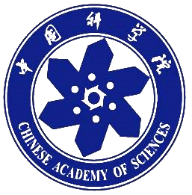 中国科学院
CHINESE ACADEMY OF SCIENCES